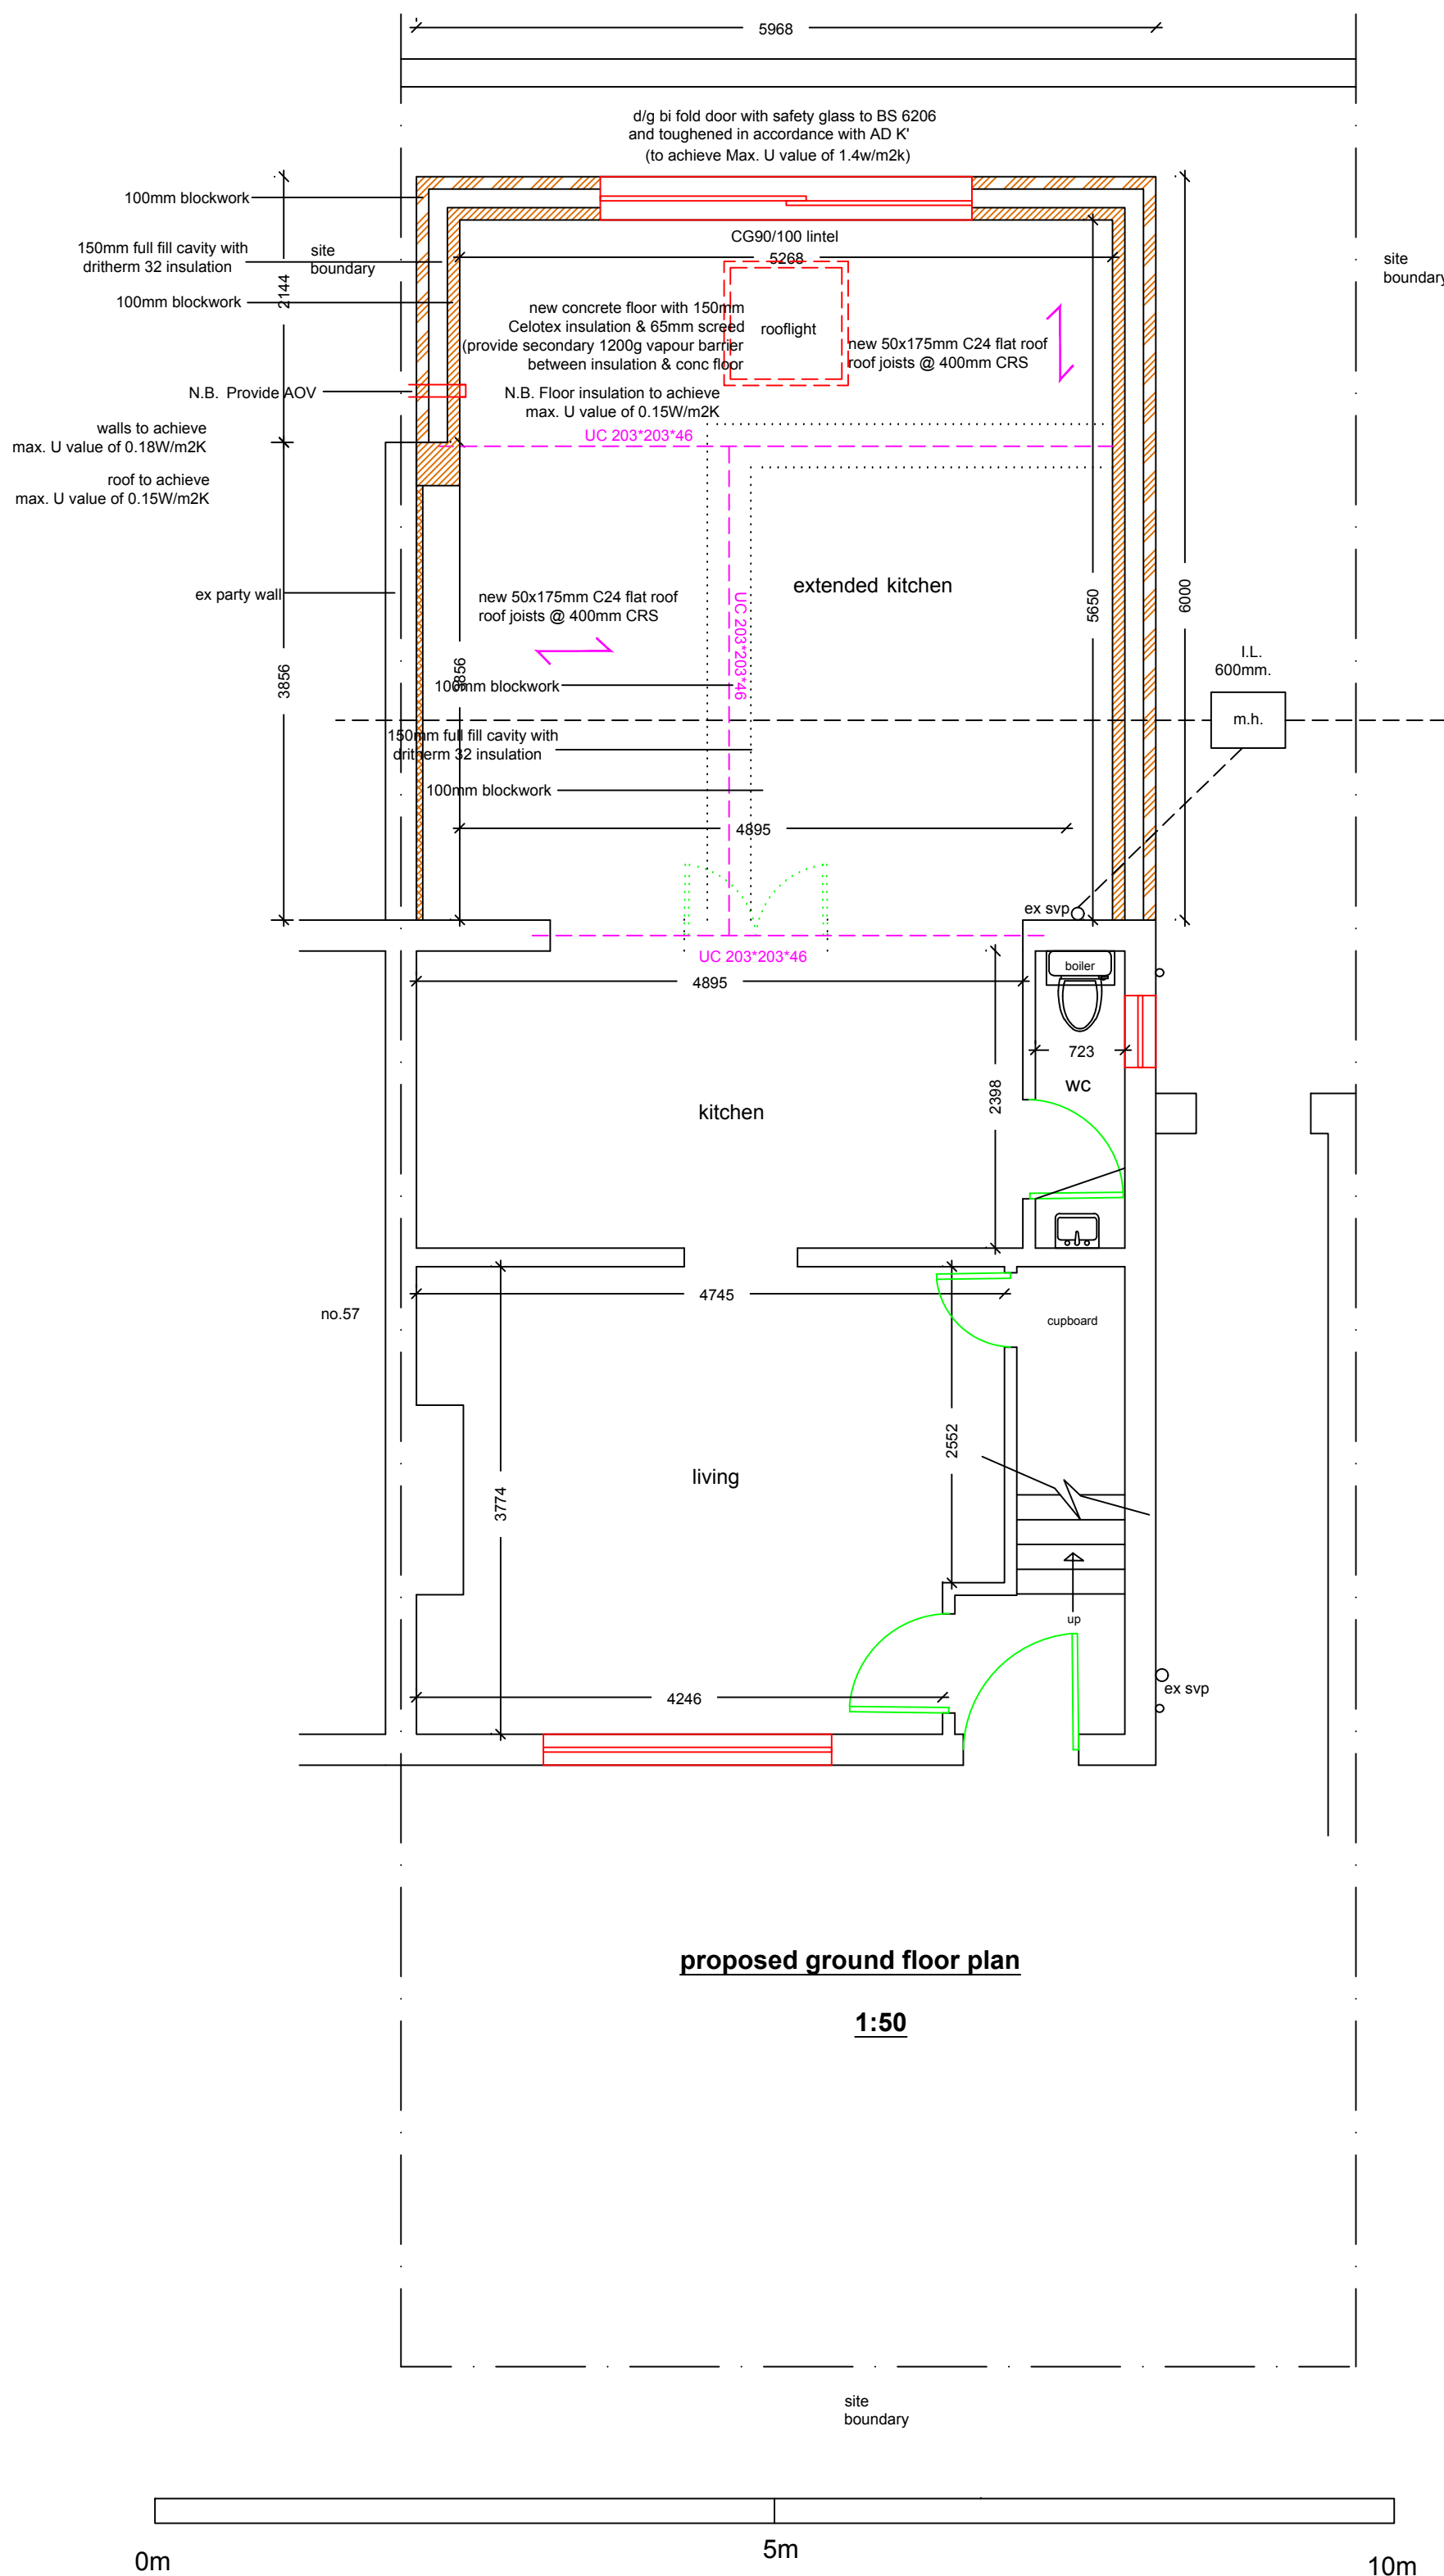 5968
d/g bi fold door with safety glass to BS 6206
and toughened in accordance with AD K'
(to achieve Max. U value of 1.4w/m2k)
100mm blockwork
CG90/100 lintel
150mm full fill cavity with
dritherm 32 insulation
site
boundary
5268
site
boundary
2144
100mm blockwork
new concrete floor with 150mm
Celotex insulation & 65mm screed
(provide secondary 1200g vapour barrier
between insulation & conc floor
rooflight
new 50x175mm C24 flat roof
roof joists @ 400mm CRS
N.B. Provide AOV
N.B. Floor insulation to achieve
max. U value of 0.15W/m2K
walls to achieve
max. U value of 0.18W/m2K
UC 203*203*46
roof to achieve
max. U value of 0.15W/m2K
ex party wall
new 50x175mm C24 flat roof
roof joists @ 400mm CRS
extended kitchen
5650
6000
UC 203*203*46
3856
3856
100mm blockwork
I.L.
600mm.
m.h.
150mm full fill cavity with
dritherm 32 insulation
100mm blockwork
4895
ex svp
UC 203*203*46
boiler
4895
723
wc
2398
kitchen
4745
no.57
cupboard
2552
living
3774
up
4246
ex svp
proposed ground floor plan
1:50
site
boundary
0m
5m
10m